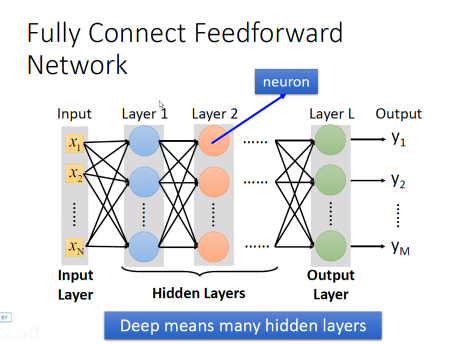 Fully Connect Feedforward
Network
neuron
Input Layer 1 Layer 2 Layer L Output
x₁ y₁
x₂ y₂
...... ......
xN ...... yM
Input
Layer
Hidden Layers
Output
Layer
Deep means many hidden layers
BY